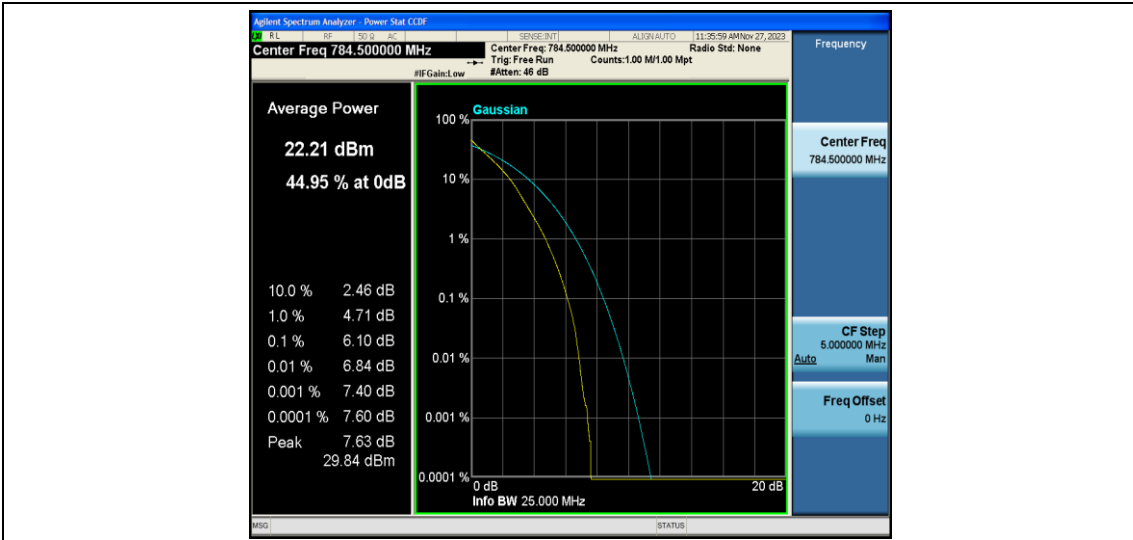 Agilent Spectrum Analyzer - Power Stat CCDF
RL RF 50 Ω AC SENSE:INT ALIGN AUTO 11:35:59 AM Nov 27, 2023
Center Freq 784.500000 MHz
Center Freq: 784.500000 MHz Radio Std: None
Trig: Free Run Counts:1.00 M/1.00 Mpt
#IFGain:Low #Atten: 46 dB
Frequency
Average Power
22.21 dBm
44.95 % at 0dB
10.0 % 2.46 dB
1.0 % 4.71 dB
0.1 % 6.10 dB
0.01 % 6.84 dB
0.001 % 7.40 dB
0.0001 % 7.60 dB
Peak 7.63 dB
29.84 dBm
Gaussian
100 %
10 %
1 %
0.1 %
0.01 %
0.001 %
0.0001 %
0 dB 20 dB
Info BW 25.000 MHz
Center Freq
784.500000 MHz
CF Step
5.000000 MHz
Auto Man
Freq Offset
0 Hz
MSG STATUS